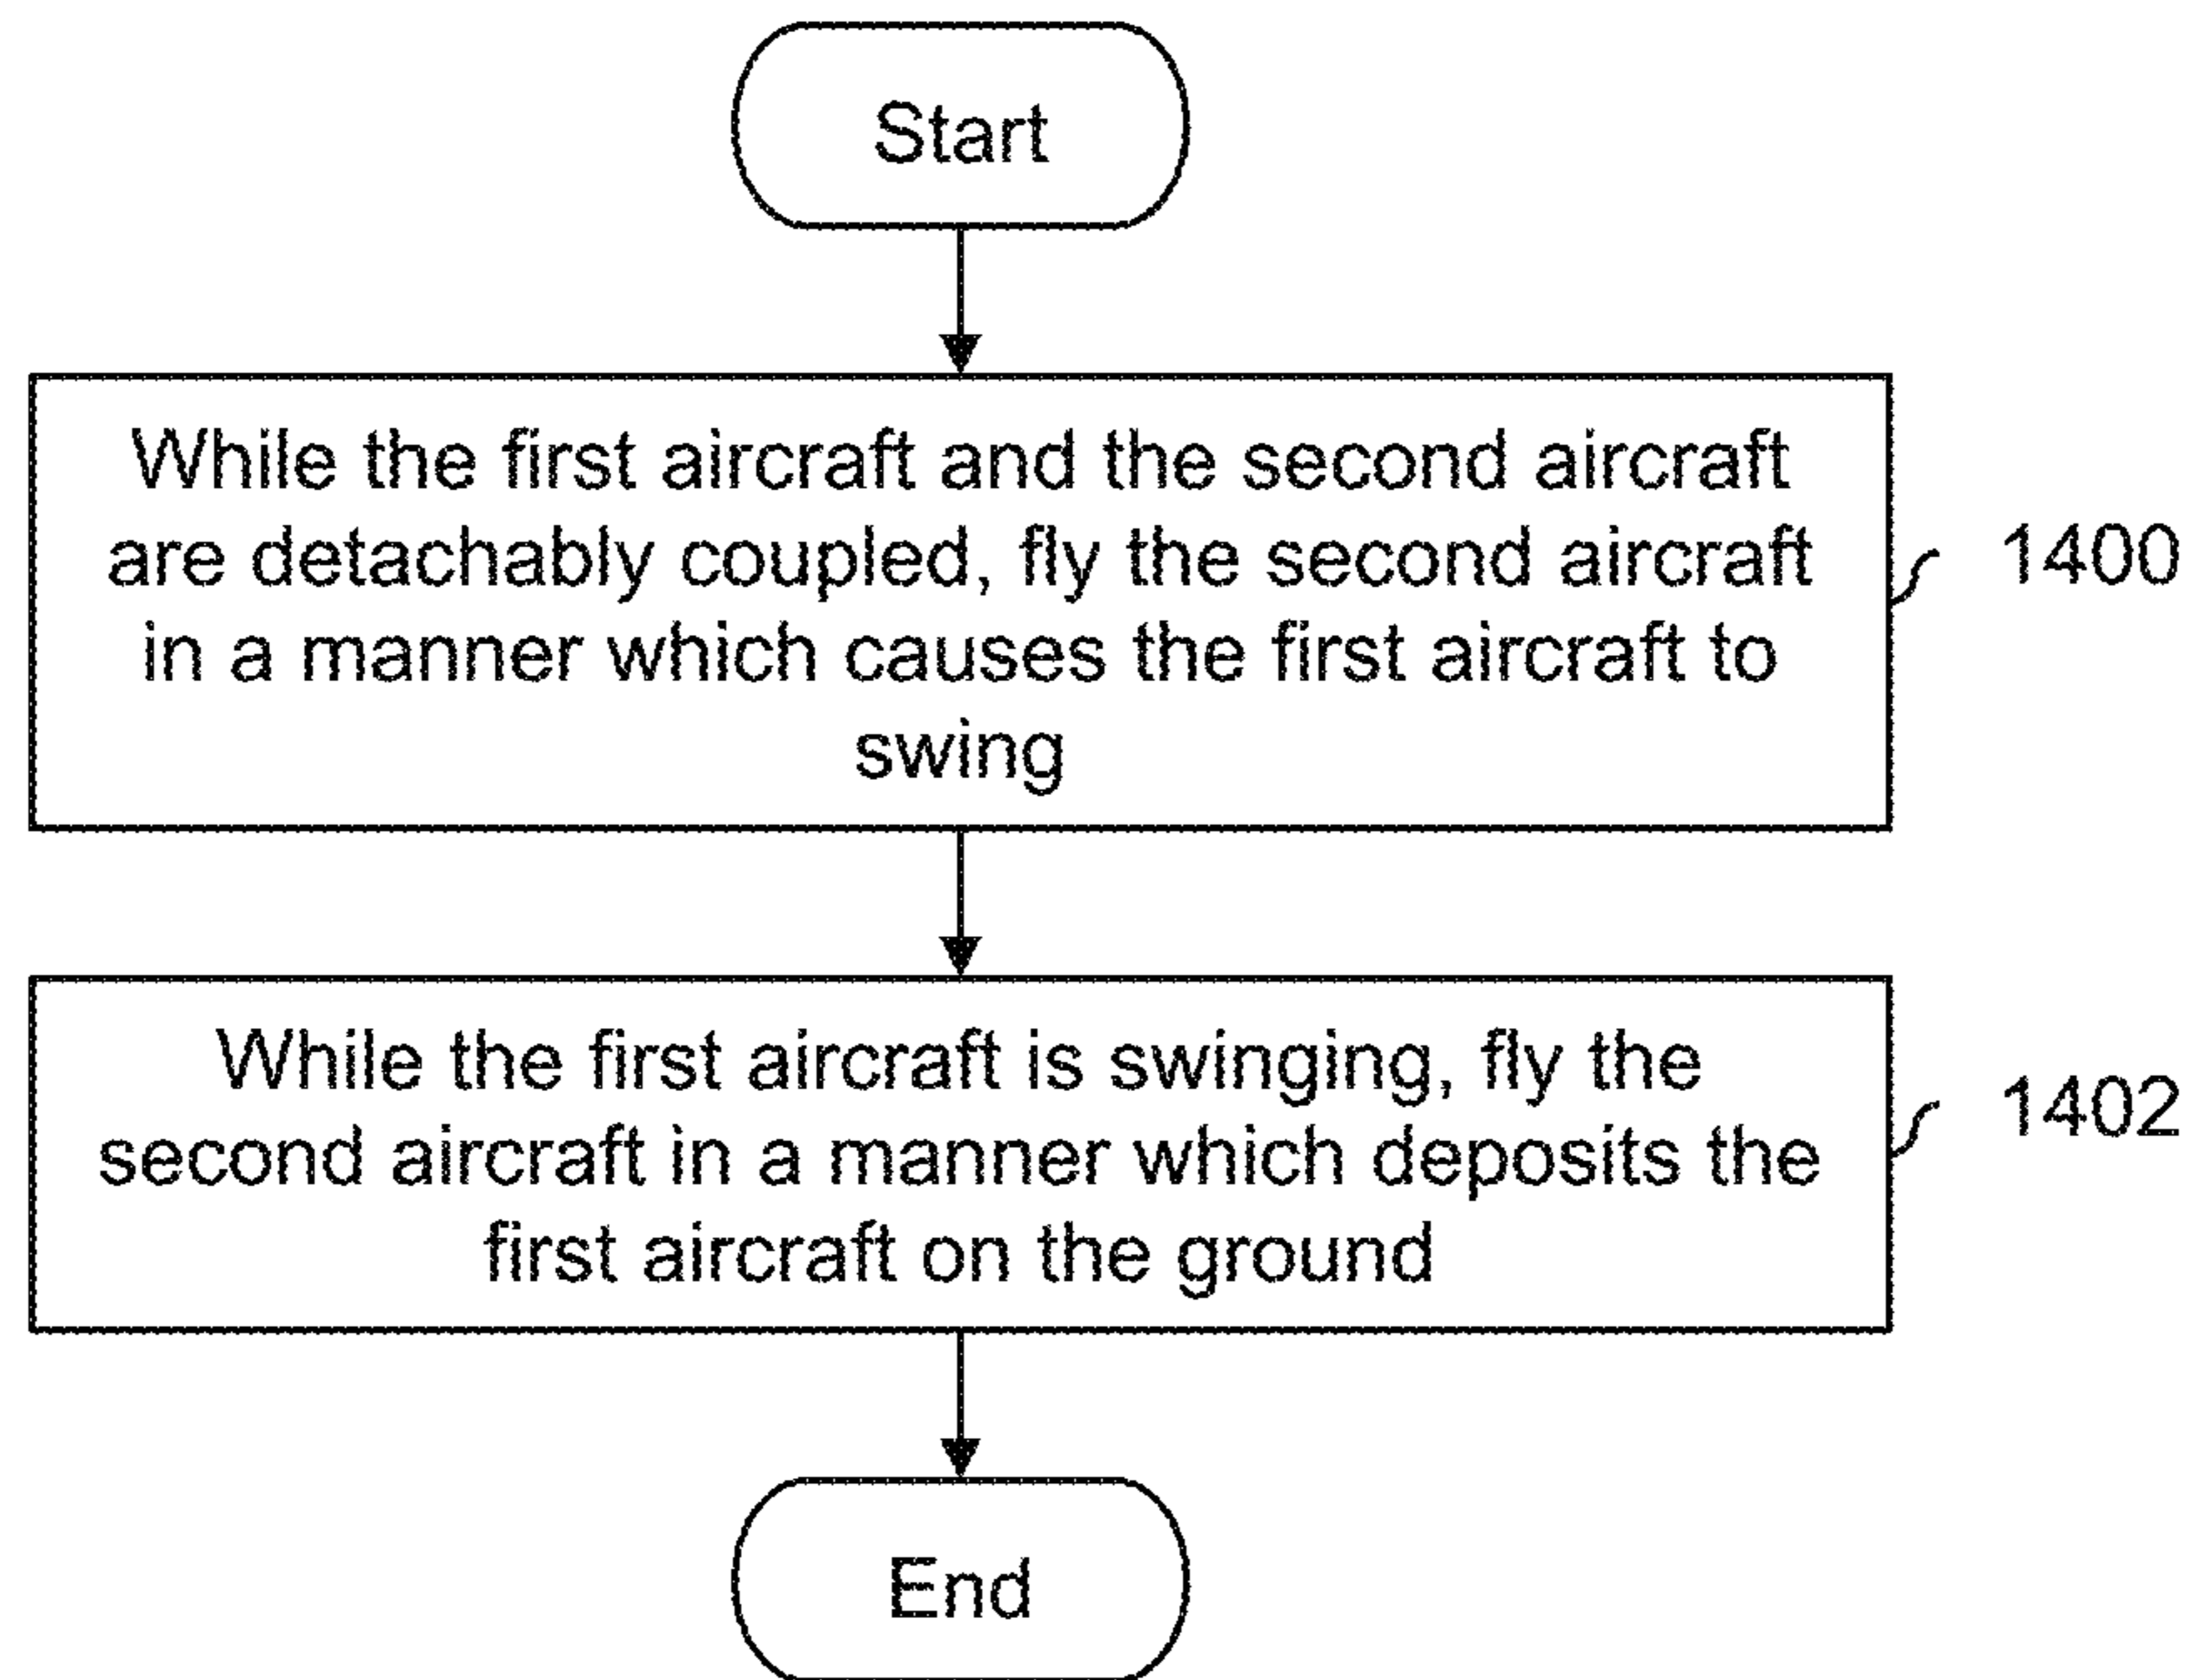 Start
While the first aircraft and the second aircraft
are detachably coupled, fly the second aircraft
in a manner which causes the first aircraft to
swing
1400
While the first aircraft is swinging, fly the
second aircraft in a manner which deposits the
first aircraft on the ground
1402
End